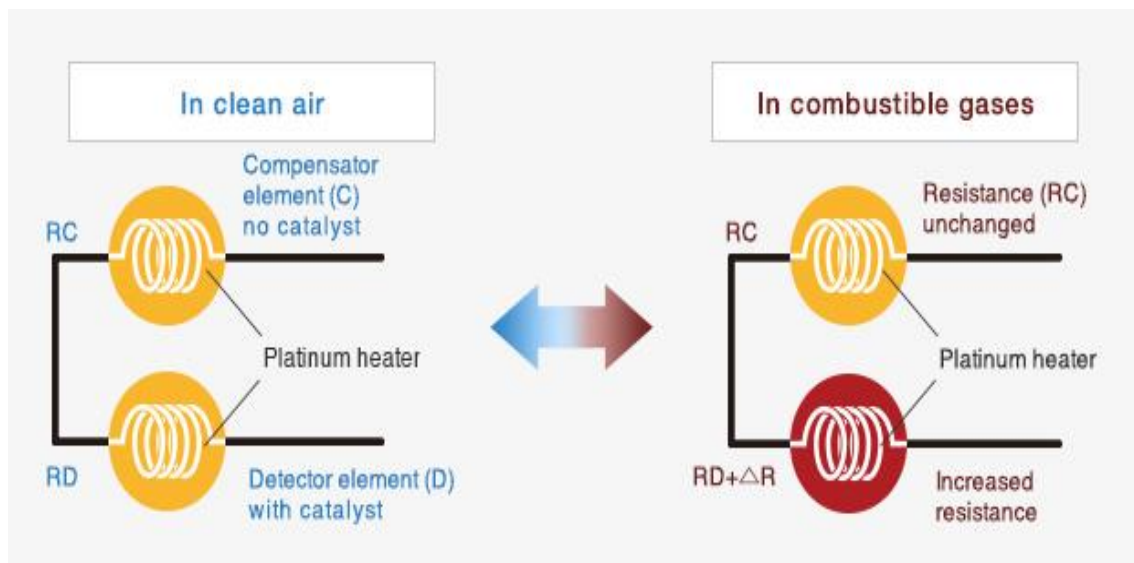 In clean air
Compensator
element (C)
no catalyst
RC
Platinum heater
RD
Detector element (D)
with catalyst
In combustible gases
Resistance (RC)
unchanged
RC
Platinum heater
RD+△R
Increased
resistance